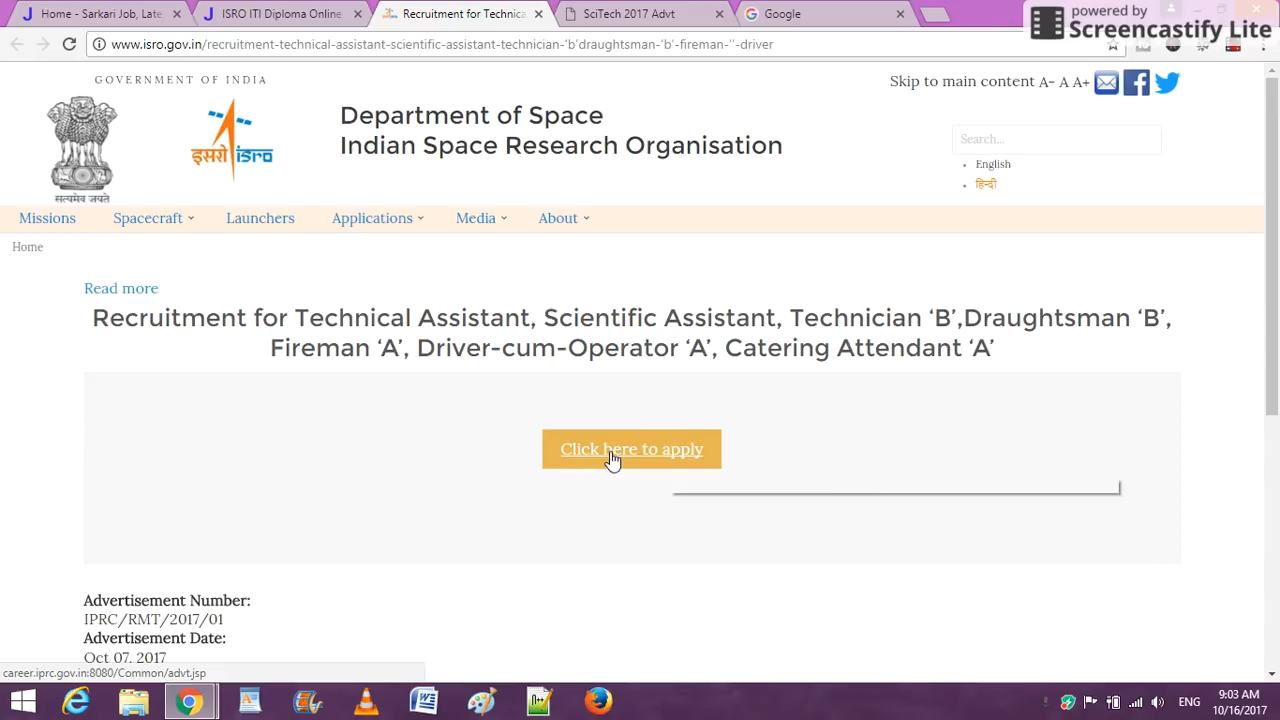 Home - Sarkari Job, Latest
ISRO ITI Diploma Online
Recruitment for Technica
SciTech 2017 Advt
Google
powered by
Screencastify Lite
www.isro.gov.in/recruitment-technical-assistant-scientific-assistant-technician-'b'draughtsman-'b'-fireman-''-driver
GOVERNMENT OF INDIA
Skip to main content A- A A+
Department of Space
Indian Space Research Organisation
इसरो isro
सत्यमेव जयते
Search...
English
हिन्दी
Missions Spacecraft Launchers Applications Media About
Home
Read more
Recruitment for Technical Assistant, Scientific Assistant, Technician ‘B’,Draughtsman ‘B’,
Fireman ‘A’, Driver-cum-Operator ‘A’, Catering Attendant ‘A’
Click here to apply
Advertisement Number:
IPRC/RMT/2017/01
Advertisement Date:
Oct 07, 2017
career.iprc.gov.in:8080/Common/advt.jsp
ENG
9:03 AM
10/16/2017